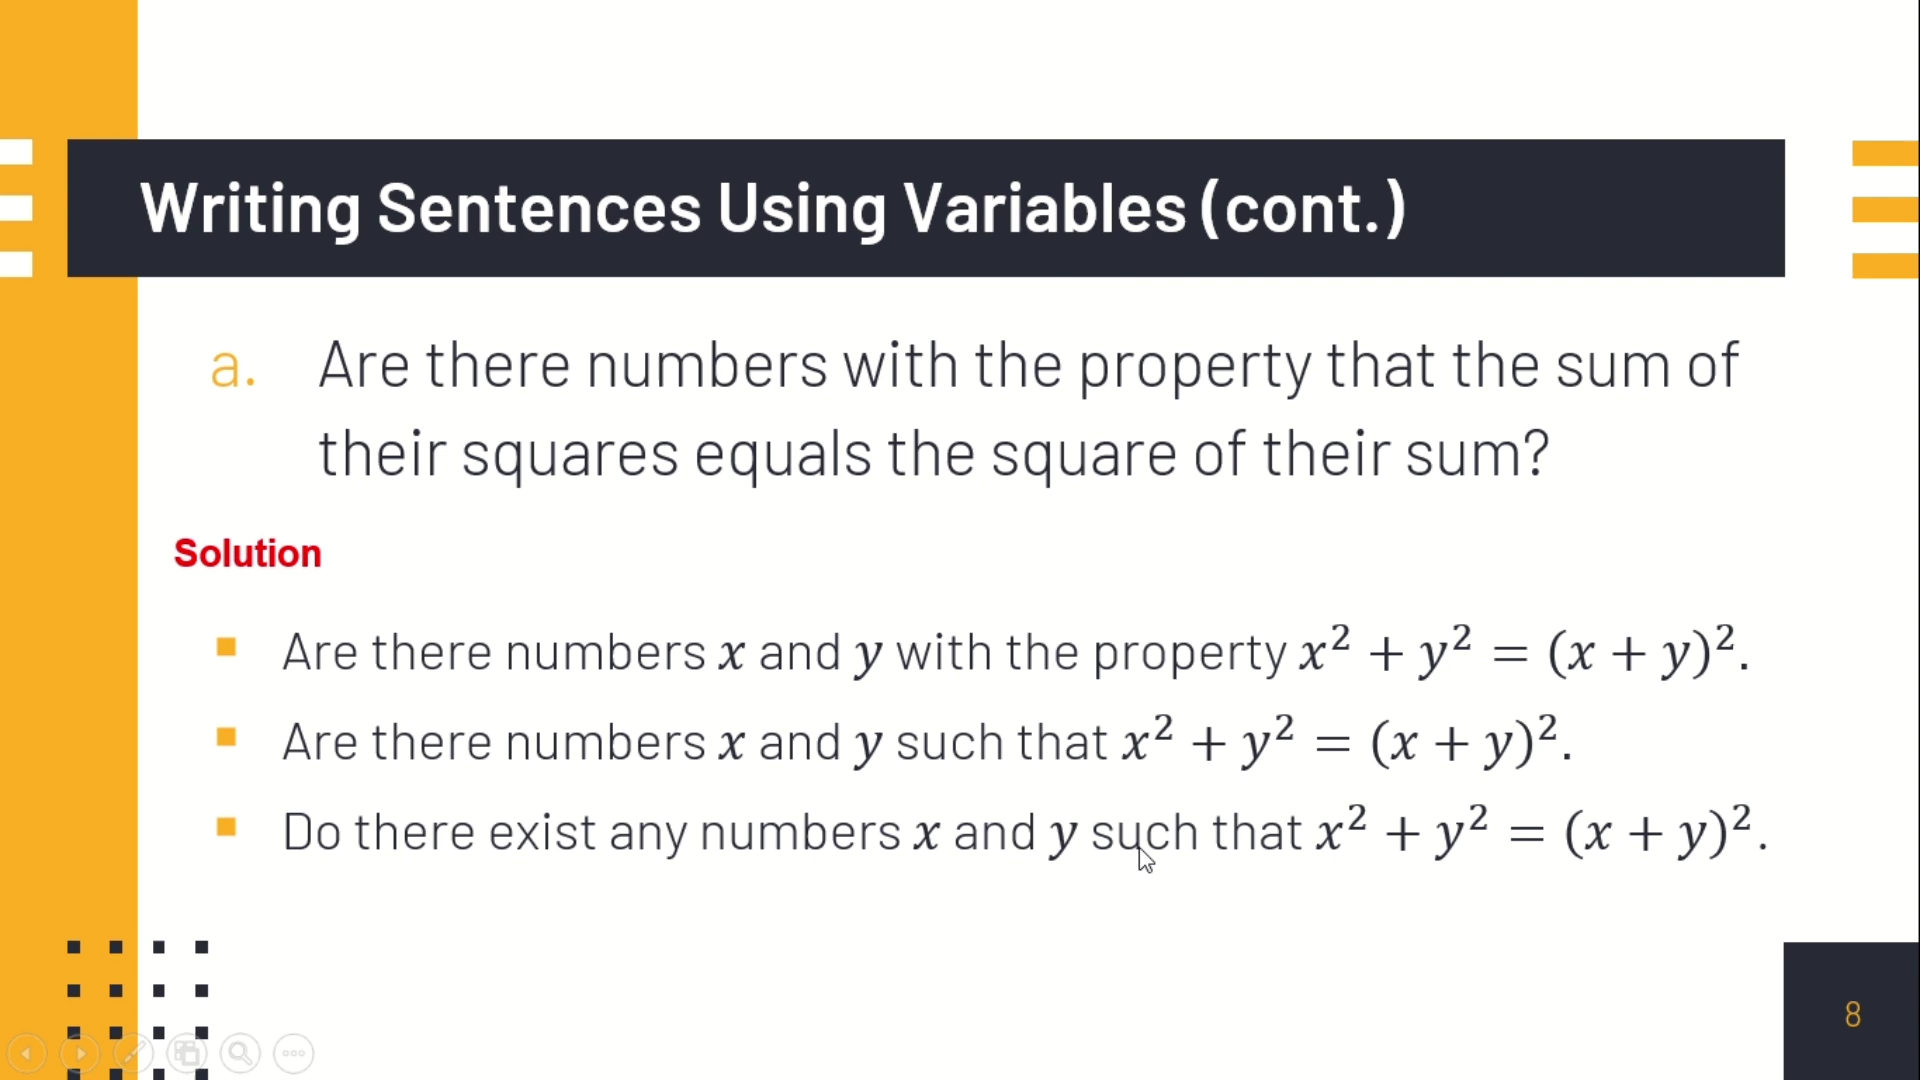 Writing Sentences Using Variables (cont.)
a. Are there numbers with the property that the sum of
their squares equals the square of their sum?
Solution
▪ Are there numbers x and y with the property x² + y² = (x + y)².
▪ Are there numbers x and y such that x² + y² = (x + y)².
▪ Do there exist any numbers x and y such that x² + y² = (x + y)².
8